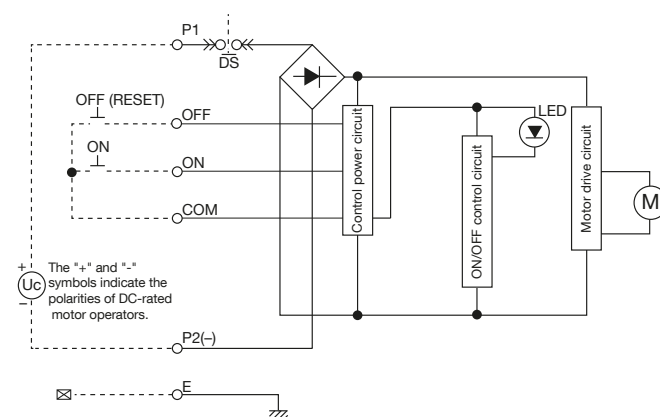 P1
DS
OFF (RESET)
OFF
ON
ON
COM
Control power circuit
ON/OFF control circuit
LED
Motor drive circuit
M
+
Uc
−
The "+" and "-"
symbols indicate the
polarities of DC-rated
motor operators.
P2(−)
E